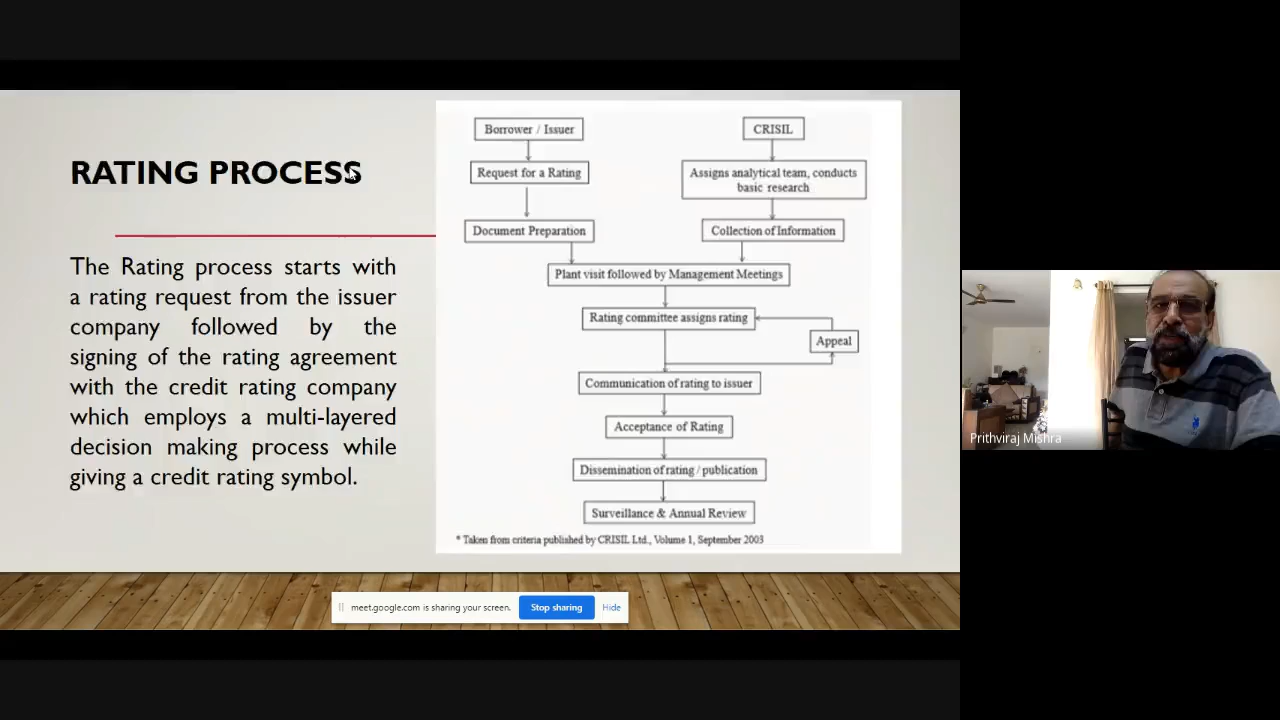 RATING PROCESS
The Rating process starts with
a rating request from the issuer
company followed by the
signing of the rating agreement
with the credit rating company
which employs a multi-layered
decision making process while
giving a credit rating symbol.
Borrower / Issuer
CRISIL
Request for a Rating
Assigns analytical team, conducts
basic research
Document Preparation
Collection of Information
Plant visit followed by Management Meetings
Rating committee assigns rating
Appeal
Communication of rating to issuer
Acceptance of Rating
Dissemination of rating / publication
Surveillance & Annual Review
* Taken from criteria published by CRISIL Ltd., Volume 1, September 2003
meet.google.com is sharing your screen.
Stop sharing
Hide
Prithviraj Mishra